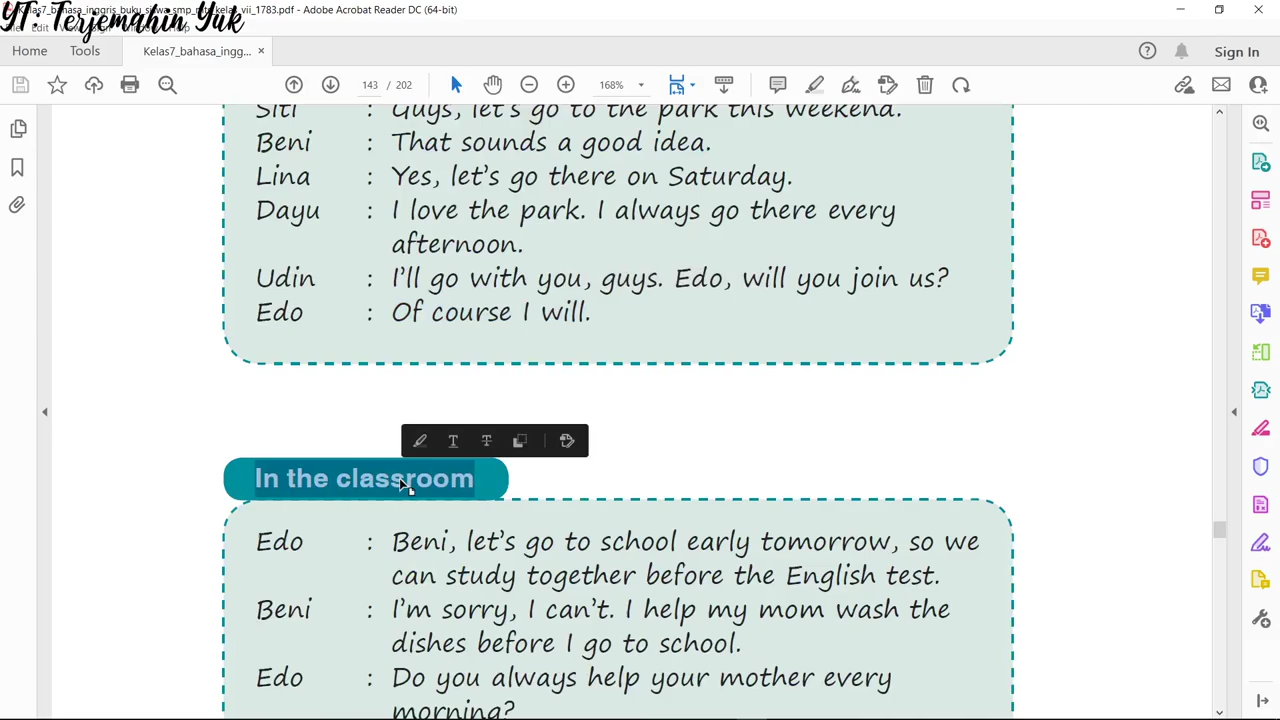 YT: Terjemahin Yuk
Kelas7_bahasa_inggris_buku_siswa_smp_mts_kelas_vii_1783.pdf - Adobe Acrobat Reader DC (64-bit)
Home Tools Kelas7_bahasa_ingg... × Sign In
143 / 202 168%
Siti : Guys, let's go to the park this weekend.
Beni : That sounds a good idea.
Lina : Yes, let's go there on Saturday.
Dayu : I love the park. I always go there every
afternoon.
Udin : I'll go with you, guys. Edo, will you join us?
Edo : Of course I will.
In the classroom
Edo : Beni, let's go to school early tomorrow, so we
can study together before the English test.
Beni : I'm sorry, I can't. I help my mom wash the
dishes before I go to school.
Edo : Do you always help your mother every
morning?